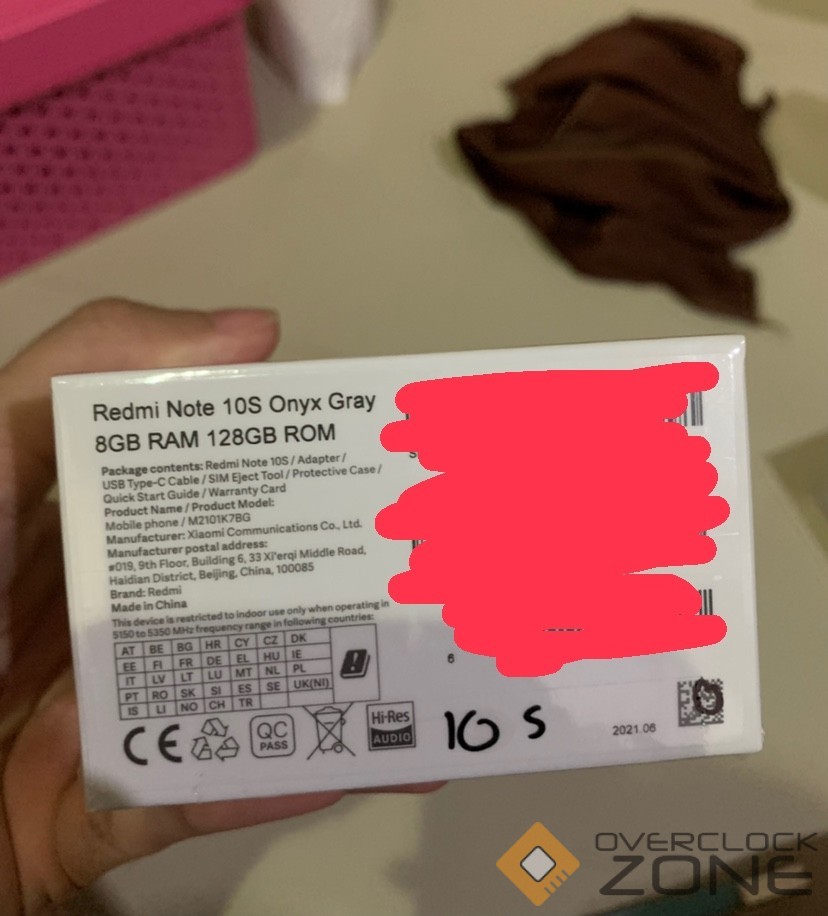 Redmi Note 10S Onyx Gray
8GB RAM 128GB ROM
Package contents: Redmi Note 10S / Adapter /
USB Type-C Cable / SIM Eject Tool / Protective Case /
Quick Start Guide / Warranty Card
Product Name / Product Model:
Mobile phone / M2101K7BG
Manufacturer: Xiaomi Communications Co., Ltd.
Manufacturer postal address:
#019, 9th Floor, Building 6, 33 Xi'erqi Middle Road,
Haidian District, Beijing, China, 100085
Brand: Redmi
Made in China
This device is restricted to indoor use only when operating in
5150 to 5350 MHz frequency range in following countries:
AT BE BG HR CY CZ DK
EE FI FR DE EL HU IE
IT LV LT LU MT NL PL
PT RO SK SI ES SE UK(NI)
IS LI NO CH TR
6
CE
QC
PASS
Hi-Res
AUDIO
10 S
2021.06
OVERCLOCK
ZONE